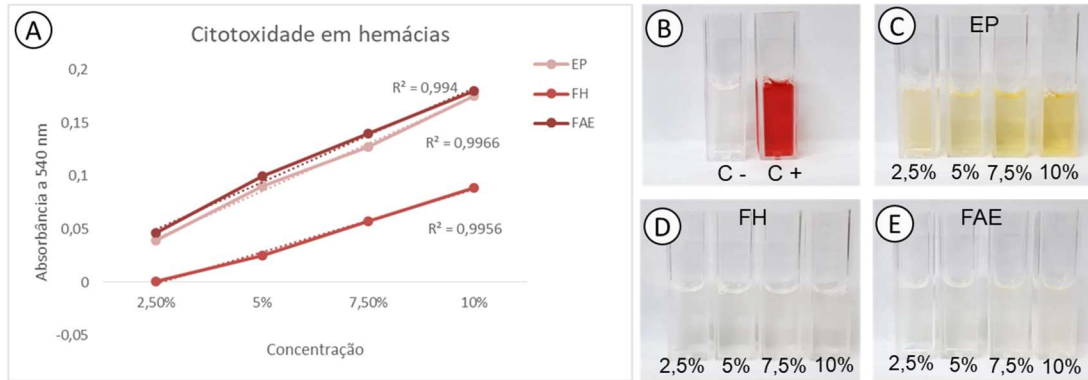 A
Citotoxidade em hemácias
0,2
0,15
0,1
0,05
0
-0,05
Absorbância a 540 nm
2,50%
5%
7,50%
10%
Concentração
R² = 0,994
R² = 0,9966
R² = 0,9956
EP
FH
FAE
B
C -
C +
C
EP
2,5%
5%
7,5%
10%
D
FH
2,5%
5%
7,5%
10%
E
FAE
2,5%
5%
7,5%
10%